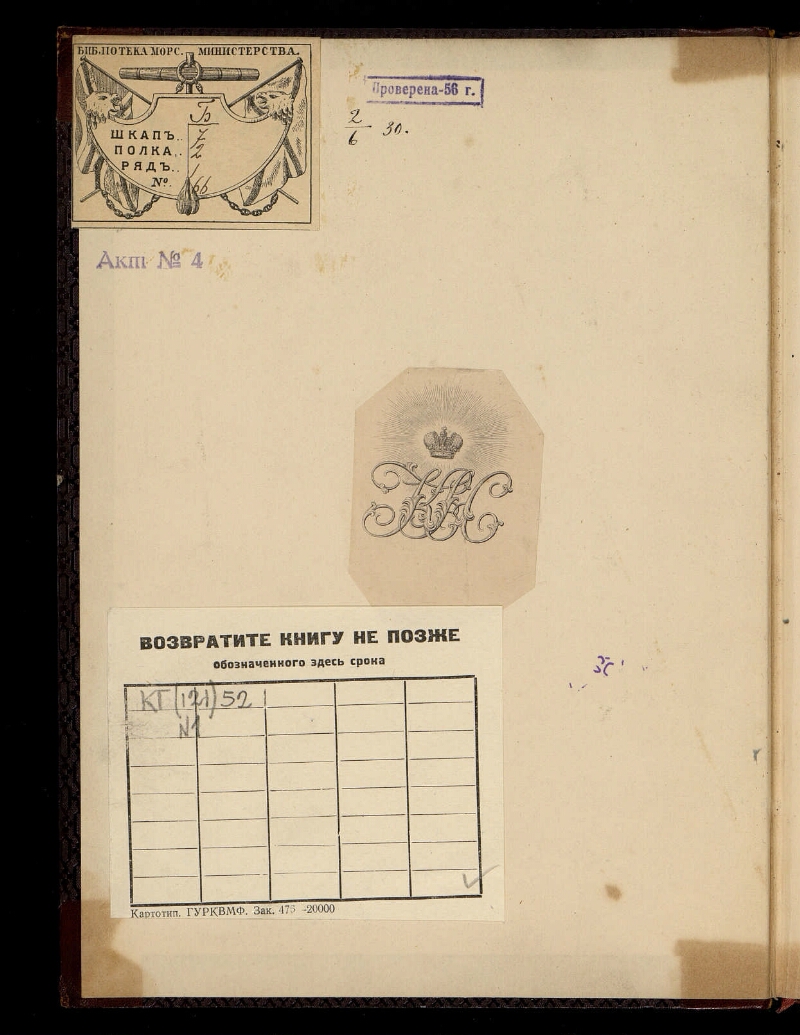 БИБЛIОТЕКА МОРС. МИНИСТЕРСТВА.
Б
ШКАПЪ.. 7
ПОЛКА.. 2
РЯДЪ.. 1
№. 66
Проверена-56 г.
2
6 30.
Акт № 4
ВОЗВРАТИТЕ КНИГУ НЕ ПОЗЖЕ
обозначенного здесь срока
КГ (121) 52
N1
Картотип. ГУРКВМФ. Зак. 475 -20000